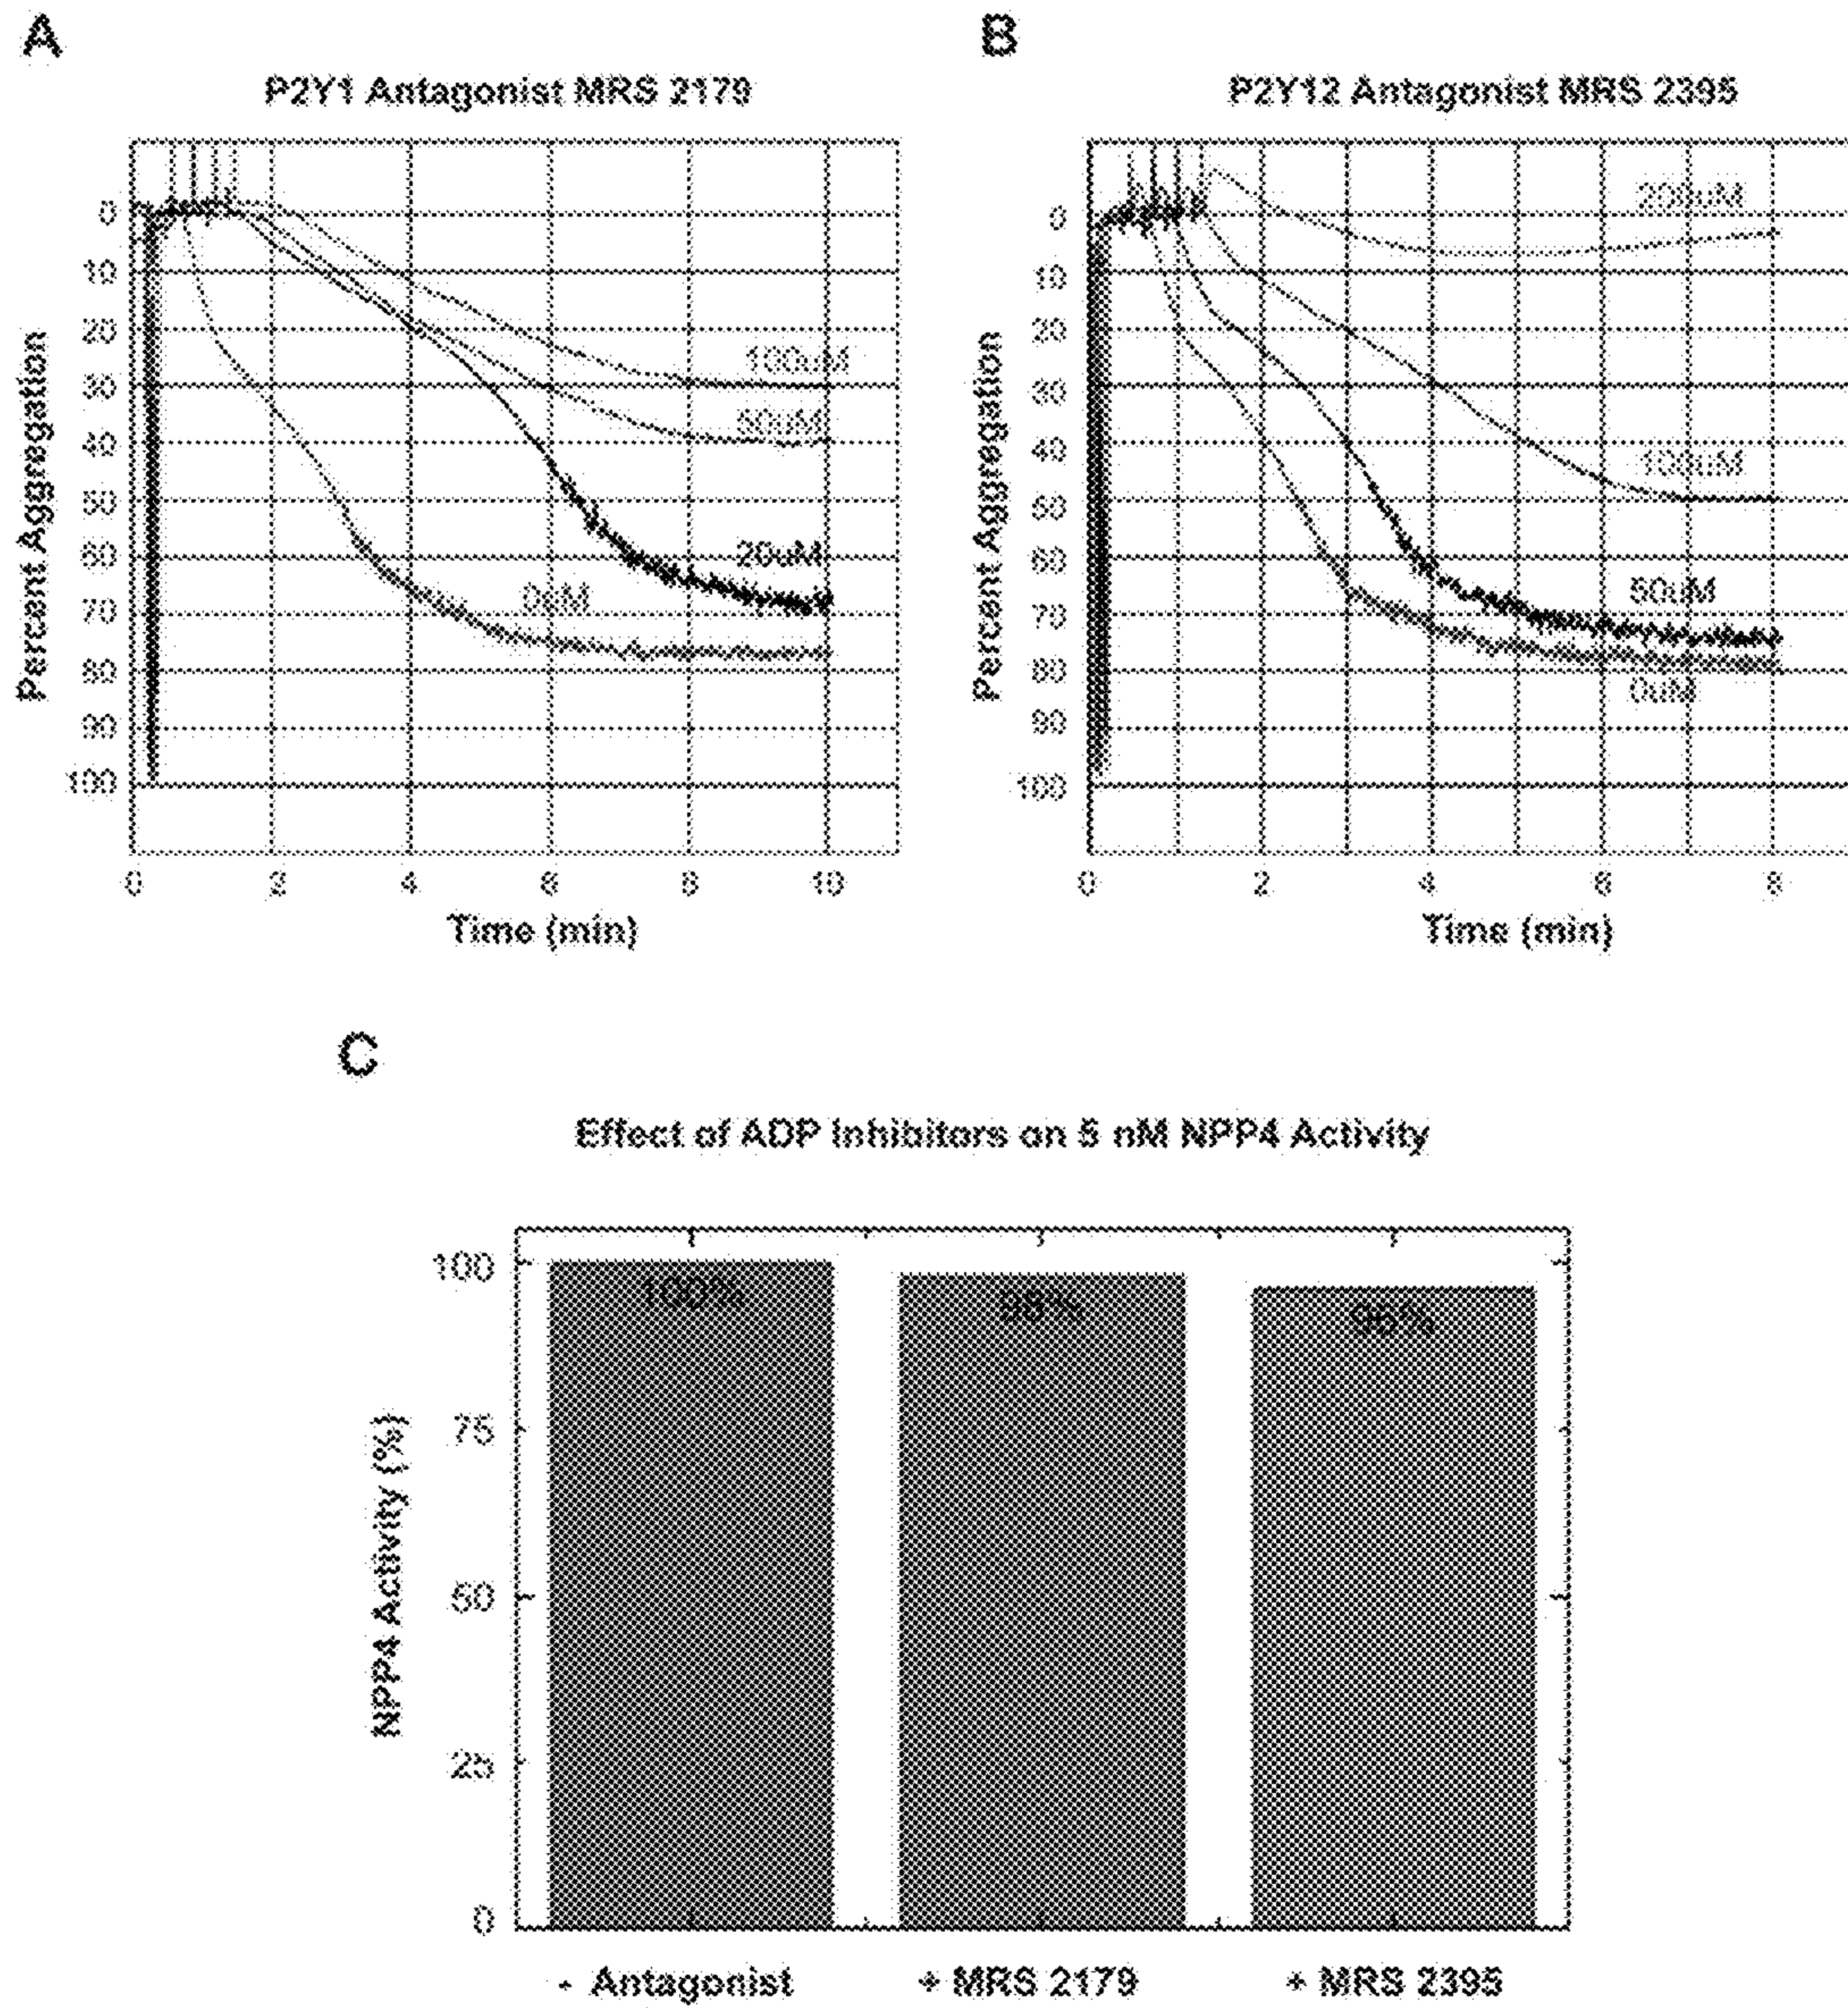 A
P2Y1 Antagonist MRS 2179
Percent Aggregation
0
10
20
30
40
50
60
70
80
90
100
100uM
50uM
20uM
0uM
0
2
4
6
8
10
Time (min)
B
P2Y12 Antagonist MRS 2395
Percent Aggregation
0
10
20
30
40
50
60
70
80
90
100
200uM
100uM
50uM
0uM
0
2
4
6
8
Time (min)
C
Effect of ADP Inhibitors on 5 nM NPP4 Activity
NPP4 Activity (%)
100
75
50
25
0
100%
98%
96%
- Antagonist
+ MRS 2179
+ MRS 2395